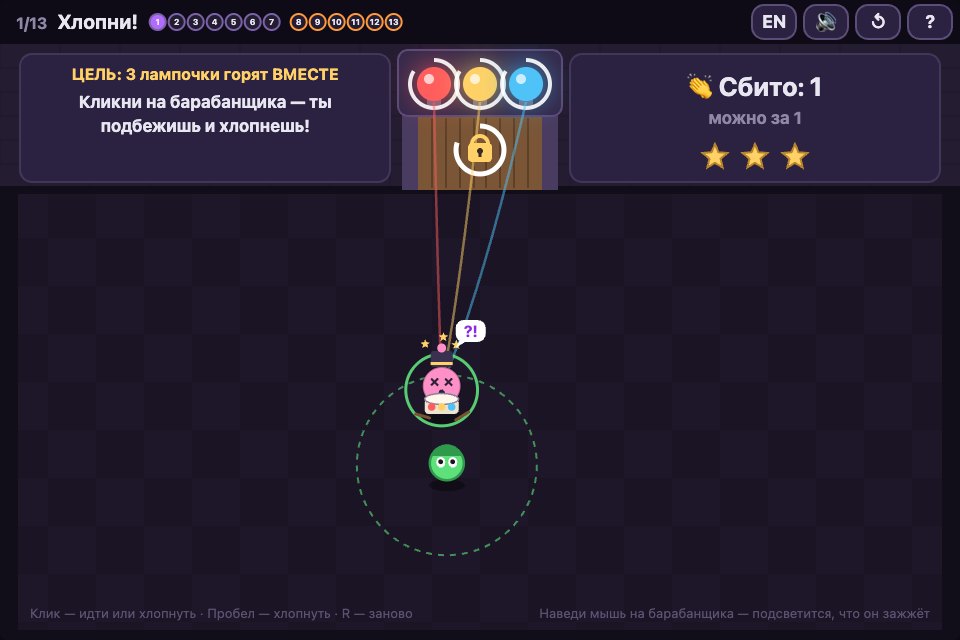 1/13 Хлопни! 1 2 3 4 5 6 7 8 9 10 11 12 13 EN ?
ЦЕЛЬ: 3 лампочки горят ВМЕСТЕ
Кликни на барабанщика — ты
подбежишь и хлопнешь!
Сбито: 1
можно за 1
?!
Клик — идти или хлопнуть · Пробел — хлопнуть · R — заново
Наведи мышь на барабанщика — подсветится, что он зажжёт